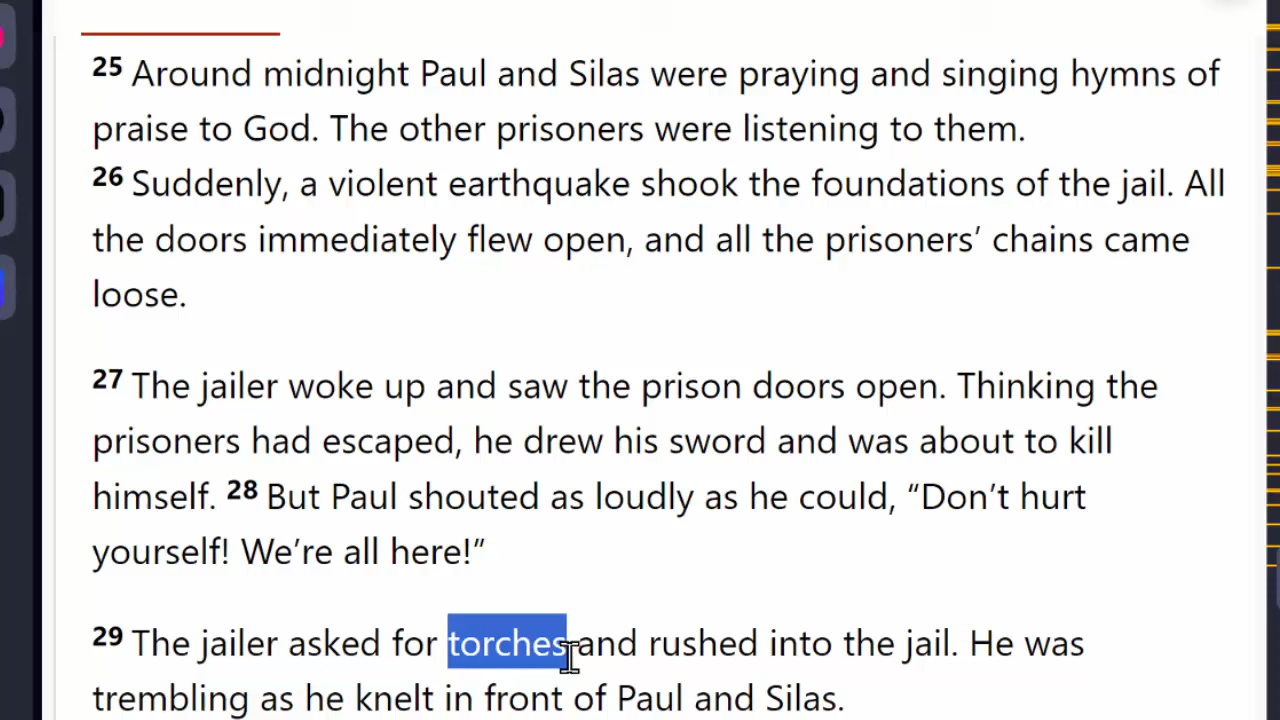 25 Around midnight Paul and Silas were praying and singing hymns of
praise to God. The other prisoners were listening to them.
26 Suddenly, a violent earthquake shook the foundations of the jail. All
the doors immediately flew open, and all the prisoners’ chains came
loose.
27 The jailer woke up and saw the prison doors open. Thinking the
prisoners had escaped, he drew his sword and was about to kill
himself. 28 But Paul shouted as loudly as he could, “Don’t hurt
yourself! We’re all here!”
29 The jailer asked for torches and rushed into the jail. He was
trembling as he knelt in front of Paul and Silas.